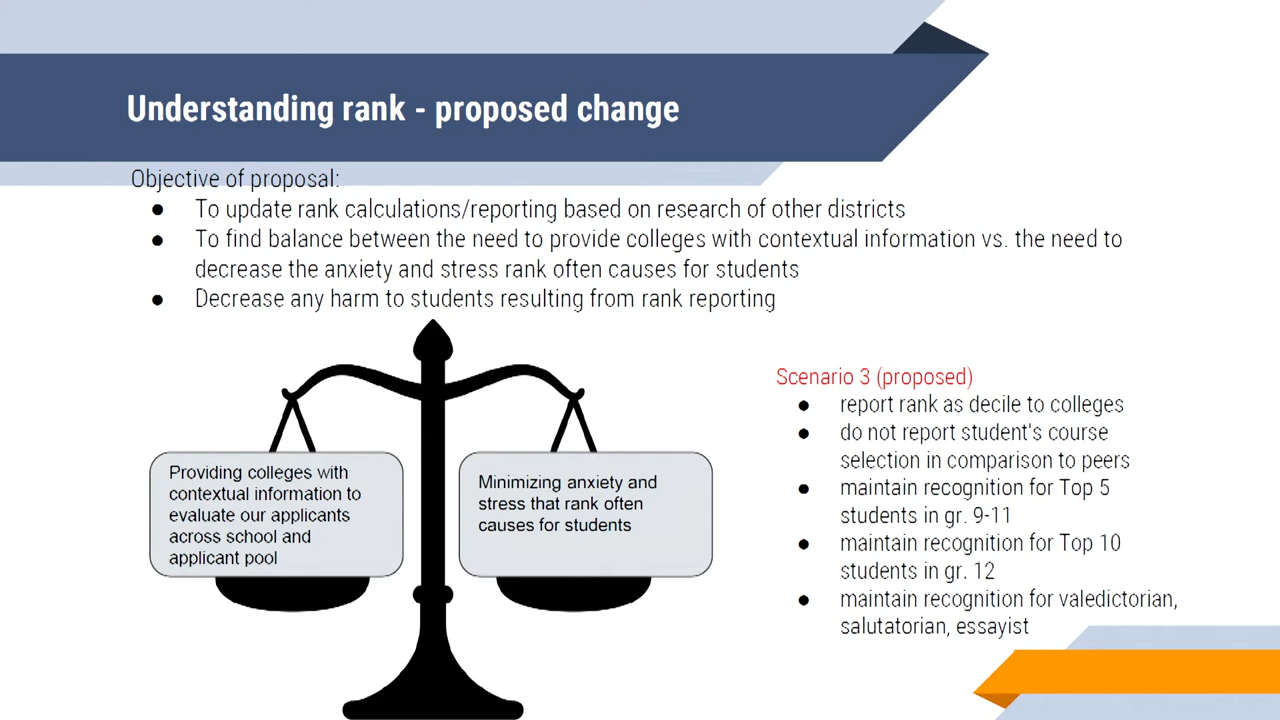 Understanding rank - proposed change
Objective of proposal:
● To update rank calculations/reporting based on research of other districts
● To find balance between the need to provide colleges with contextual information vs. the need to
decrease the anxiety and stress rank often causes for students
● Decrease any harm to students resulting from rank reporting
Providing colleges with
contextual information to
evaluate our applicants
across school and
applicant pool
Minimizing anxiety and
stress that rank often
causes for students
Scenario 3 (proposed)
● report rank as decile to colleges
● do not report student's course
selection in comparison to peers
● maintain recognition for Top 5
students in gr. 9-11
● maintain recognition for Top 10
students in gr. 12
● maintain recognition for valedictorian,
salutatorian, essayist